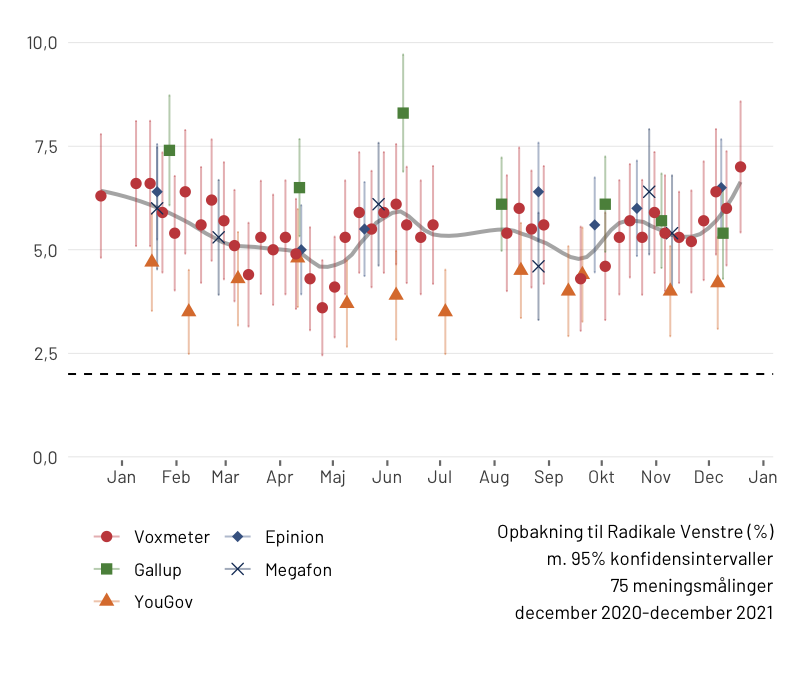 10,0
7,5
5,0
2,5
0,0
Jan Feb Mar Apr Maj Jun Jul Aug Sep Okt Nov Dec Jan
Voxmeter Epinion
Gallup Megafon
YouGov
Opbakning til Radikale Venstre (%)
m. 95% konfidensintervaller
75 meningsmålinger
december 2020-december 2021